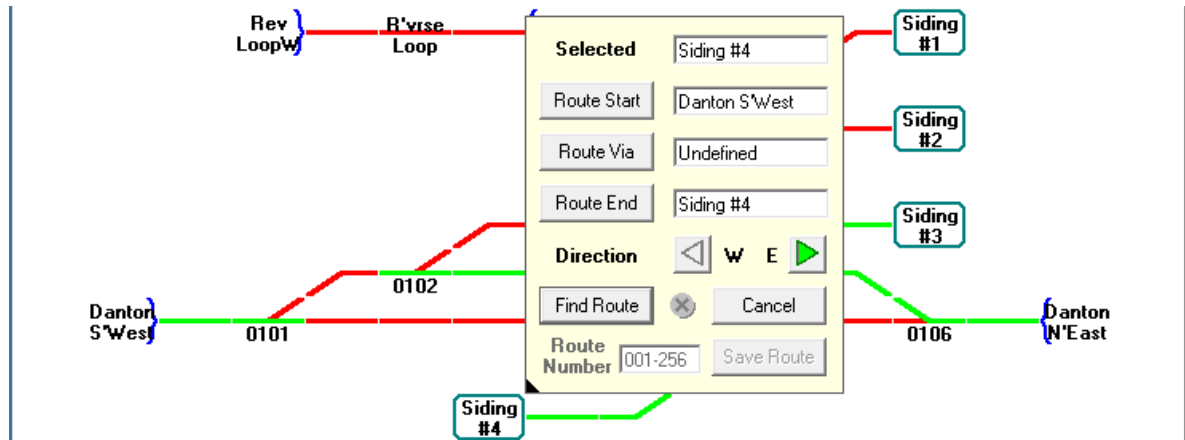 Rev
LoopW
R'vrse
Loop
Siding
#1
Selected Siding #4
Route Start Danton S'West
Siding
#2
Route Via Undefined
Route End Siding #4
Siding
#3
Direction W E
0102
Find Route Cancel
Danton
S'West
0101
0106
Danton
N'East
Route
Number 001-256 Save Route
Siding
#4